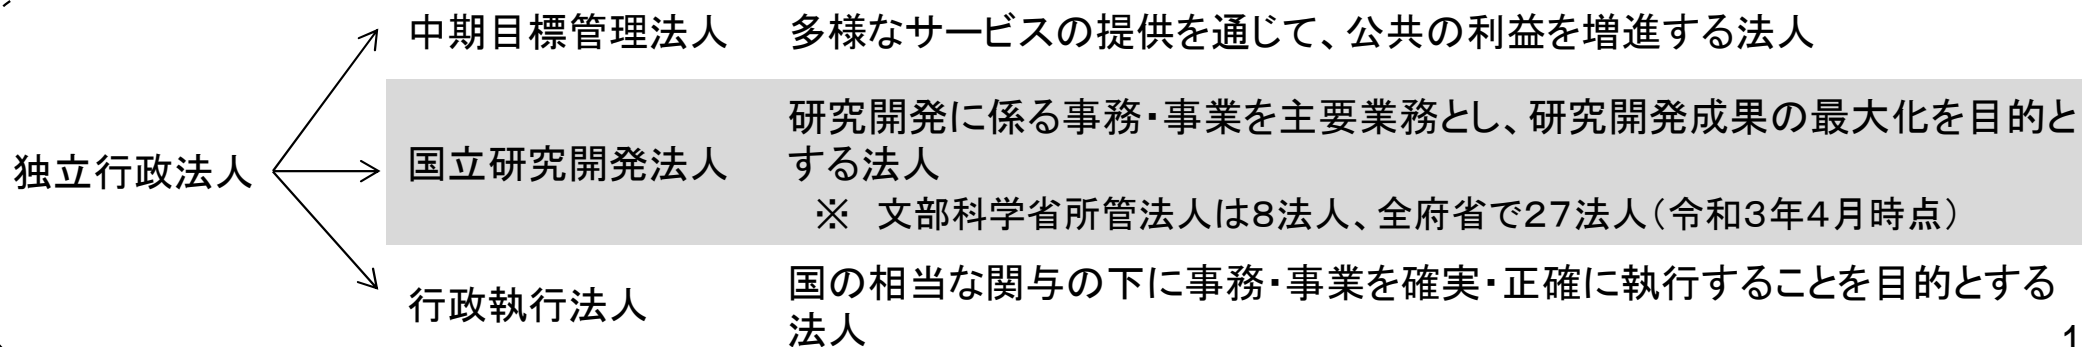 中期目標管理法人 多様なサービスの提供を通じて、公共の利益を増進する法人
独立行政法人
国立研究開発法人
研究開発に係る事務・事業を主要業務とし、研究開発成果の最大化を目的と
する法人
※ 文部科学省所管法人は8法人、全府省で27法人(令和3年4月時点)
行政執行法人
国の相当な関与の下に事務・事業を確実・正確に執行することを目的とする
法人
1